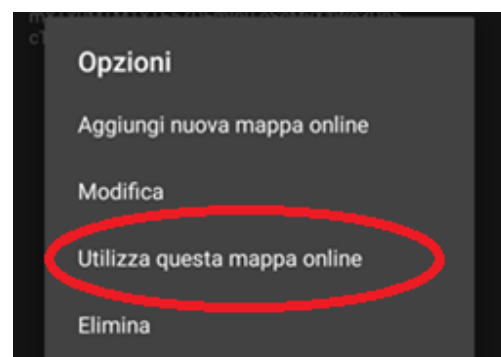 Opzioni
Aggiungi nuova mappa online
Modifica
Utilizza questa mappa online
Elimina